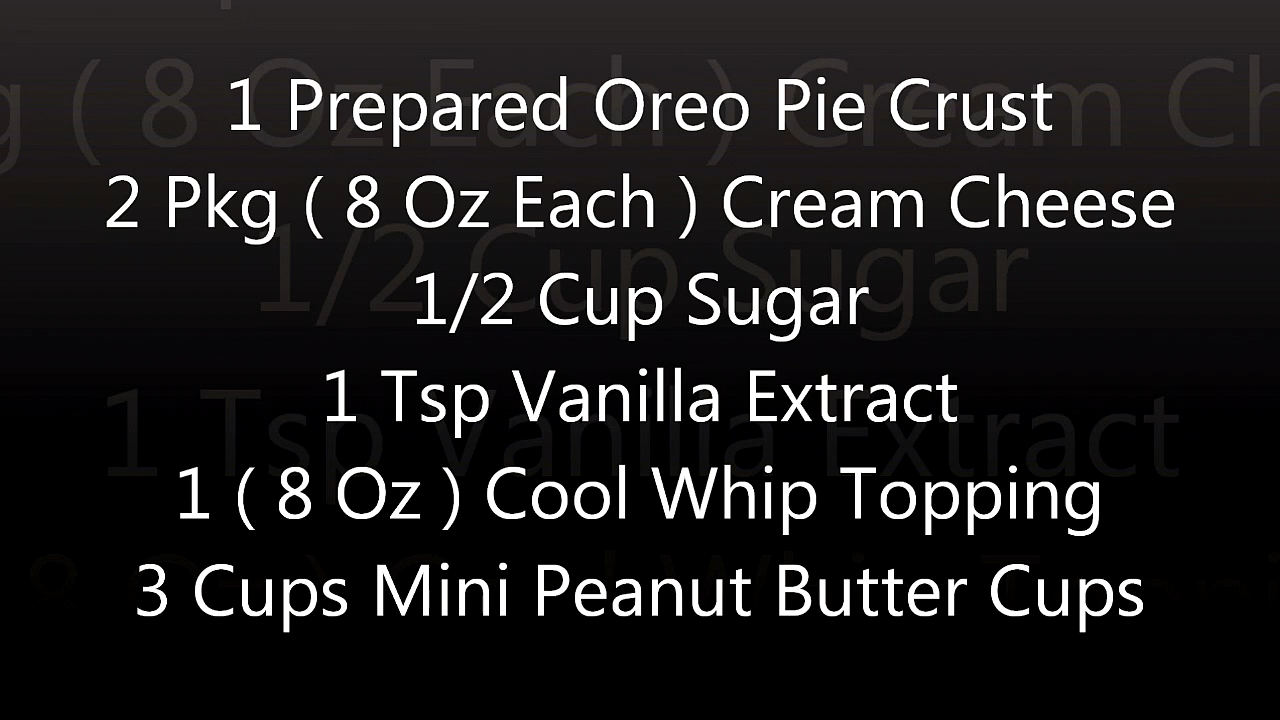 1 Prepared Oreo Pie Crust
2 Pkg ( 8 Oz Each ) Cream Cheese
1/2 Cup Sugar
1 Tsp Vanilla Extract
1 ( 8 Oz ) Cool Whip Topping
3 Cups Mini Peanut Butter Cups